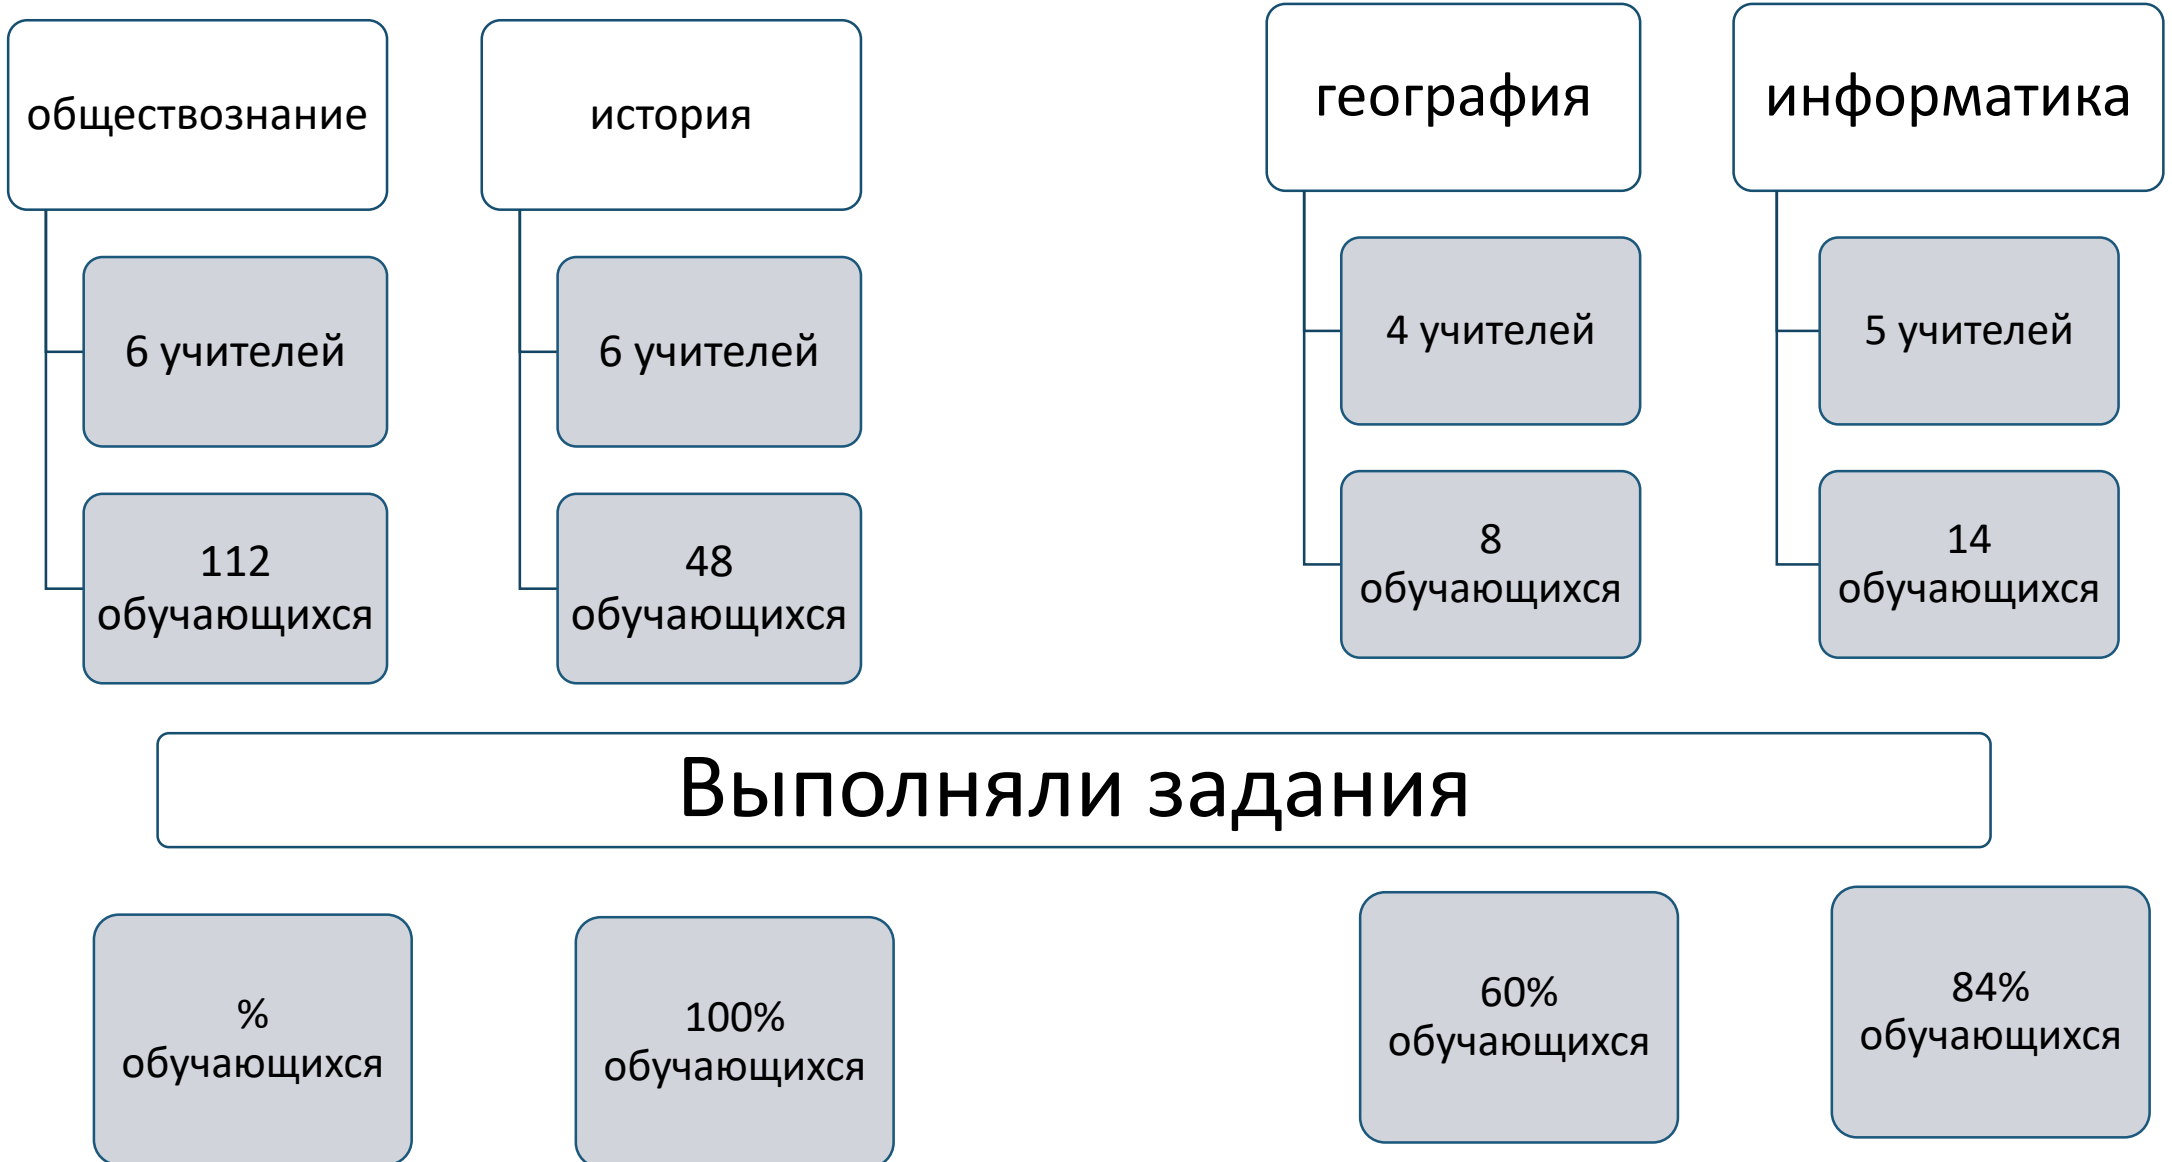 обществознание
6 учителей
112
обучающихся
история
6 учителей
48
обучающихся
география
4 учителей
8
обучающихся
информатика
5 учителей
14
обучающихся
Выполняли задания
%
обучающихся
100%
обучающихся
60%
обучающихся
84%
обучающихся